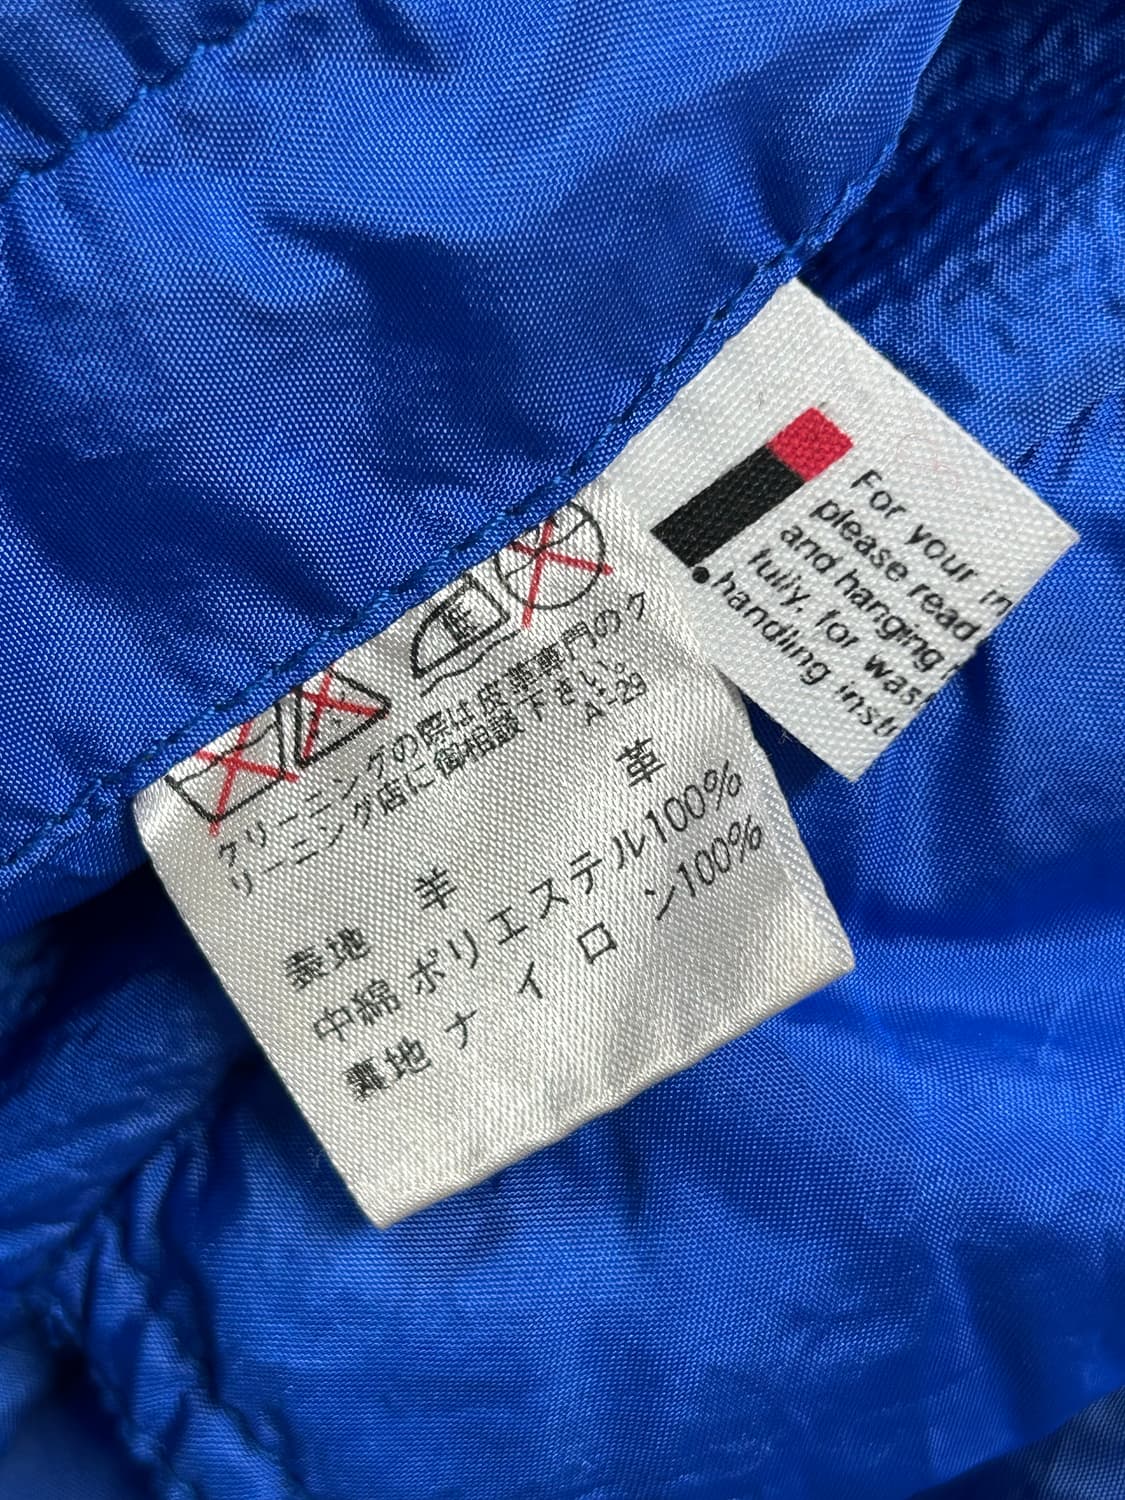 クリーニングの際は皮革専門のク
リーニング店に御相談下さい。
A-29
表地 羊 革
中綿 ポリエステル100%
裏地 ナイロン100%
For your
please read
and hanging
fully. for
handling